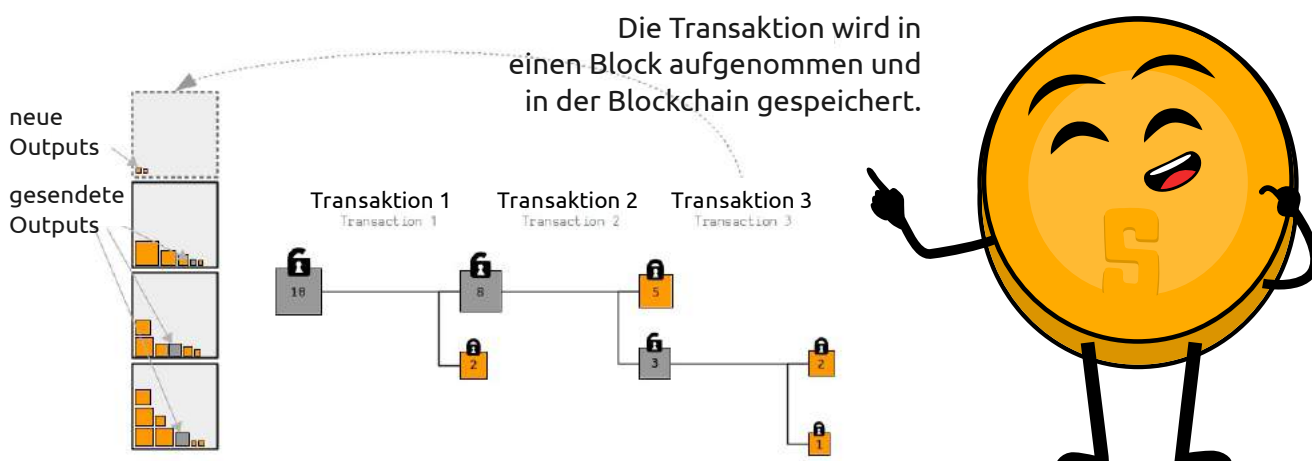 Die Transaktion wird in
einen Block aufgenommen und
in der Blockchain gespeichert.
neue
Outputs
gesendete
Outputs
Transaktion 1
Transaktion 2
Transaktion 3
Transaction 1
Transaction 2
Transaction 3
10
8
5
2
3
2
1
S